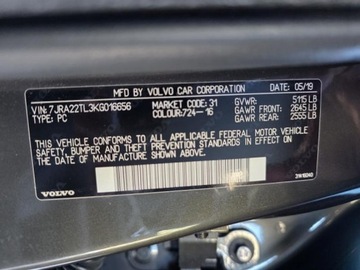 MFD BY VOLVO CAR CORPORATION 05/19
VIN: 7JRA22TL3KG016656 MARKET CODE: 31 GVWR: 5115 LB
TYPE: PC COLOUR: 724-16 GAWR FRONT: 2645 LB
GAWR REAR: 2555 LB
THIS VEHICLE CONFORMS TO ALL APPLICABLE FEDERAL MOTOR VEHICLE
SAFETY, BUMPER AND THEFT PREVENTION STANDARDS IN
EFFECT ON THE DATE OF MANUFACTURE SHOWN ABOVE.
VOLVO